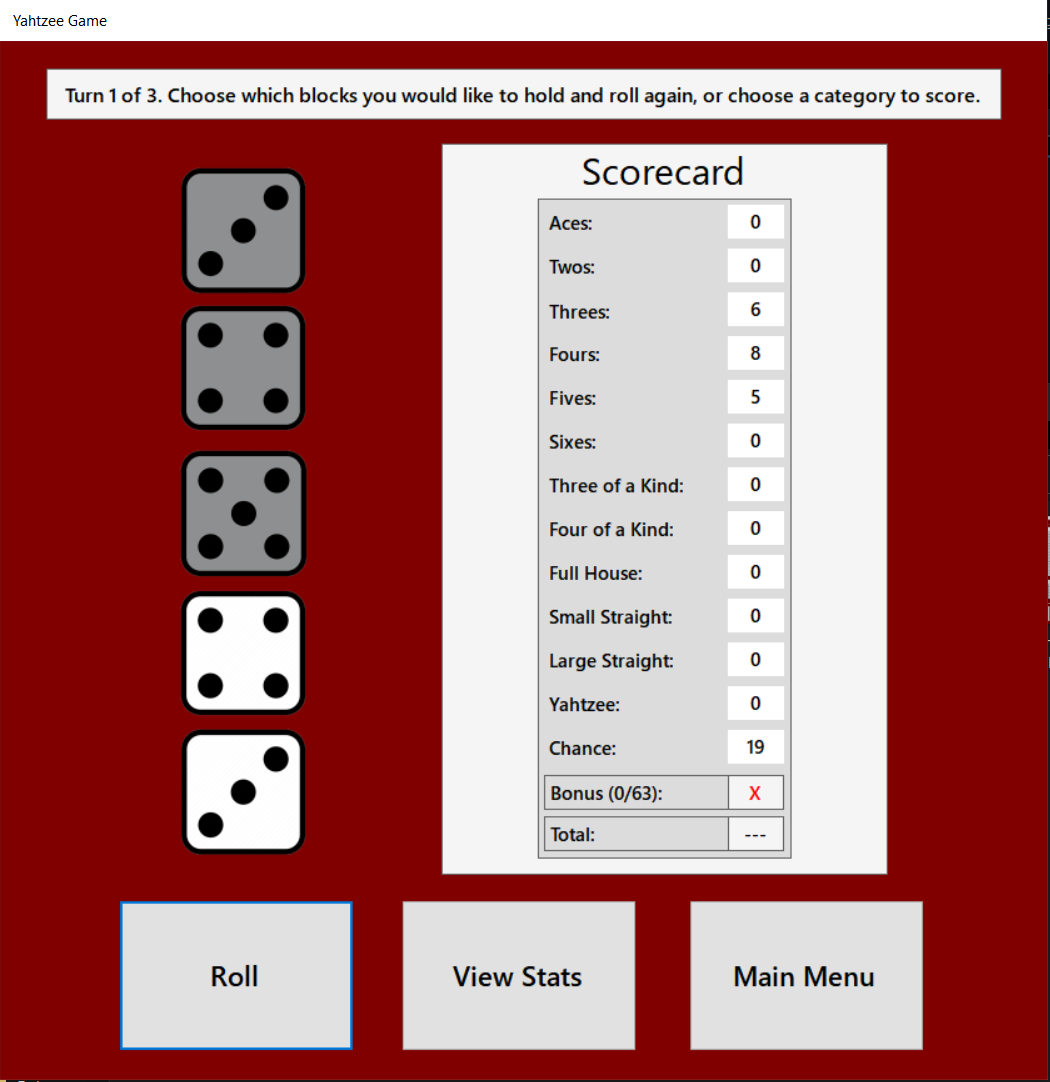 Yahtzee Game
Turn 1 of 3. Choose which blocks you would like to hold and roll again, or choose a category to score.
Scorecard
Aces: 0
Twos: 0
Threes: 6
Fours: 8
Fives: 5
Sixes: 0
Three of a Kind: 0
Four of a Kind: 0
Full House: 0
Small Straight: 0
Large Straight: 0
Yahtzee: 0
Chance: 19
Bonus (0/63): X
Total: ---
Roll
View Stats
Main Menu